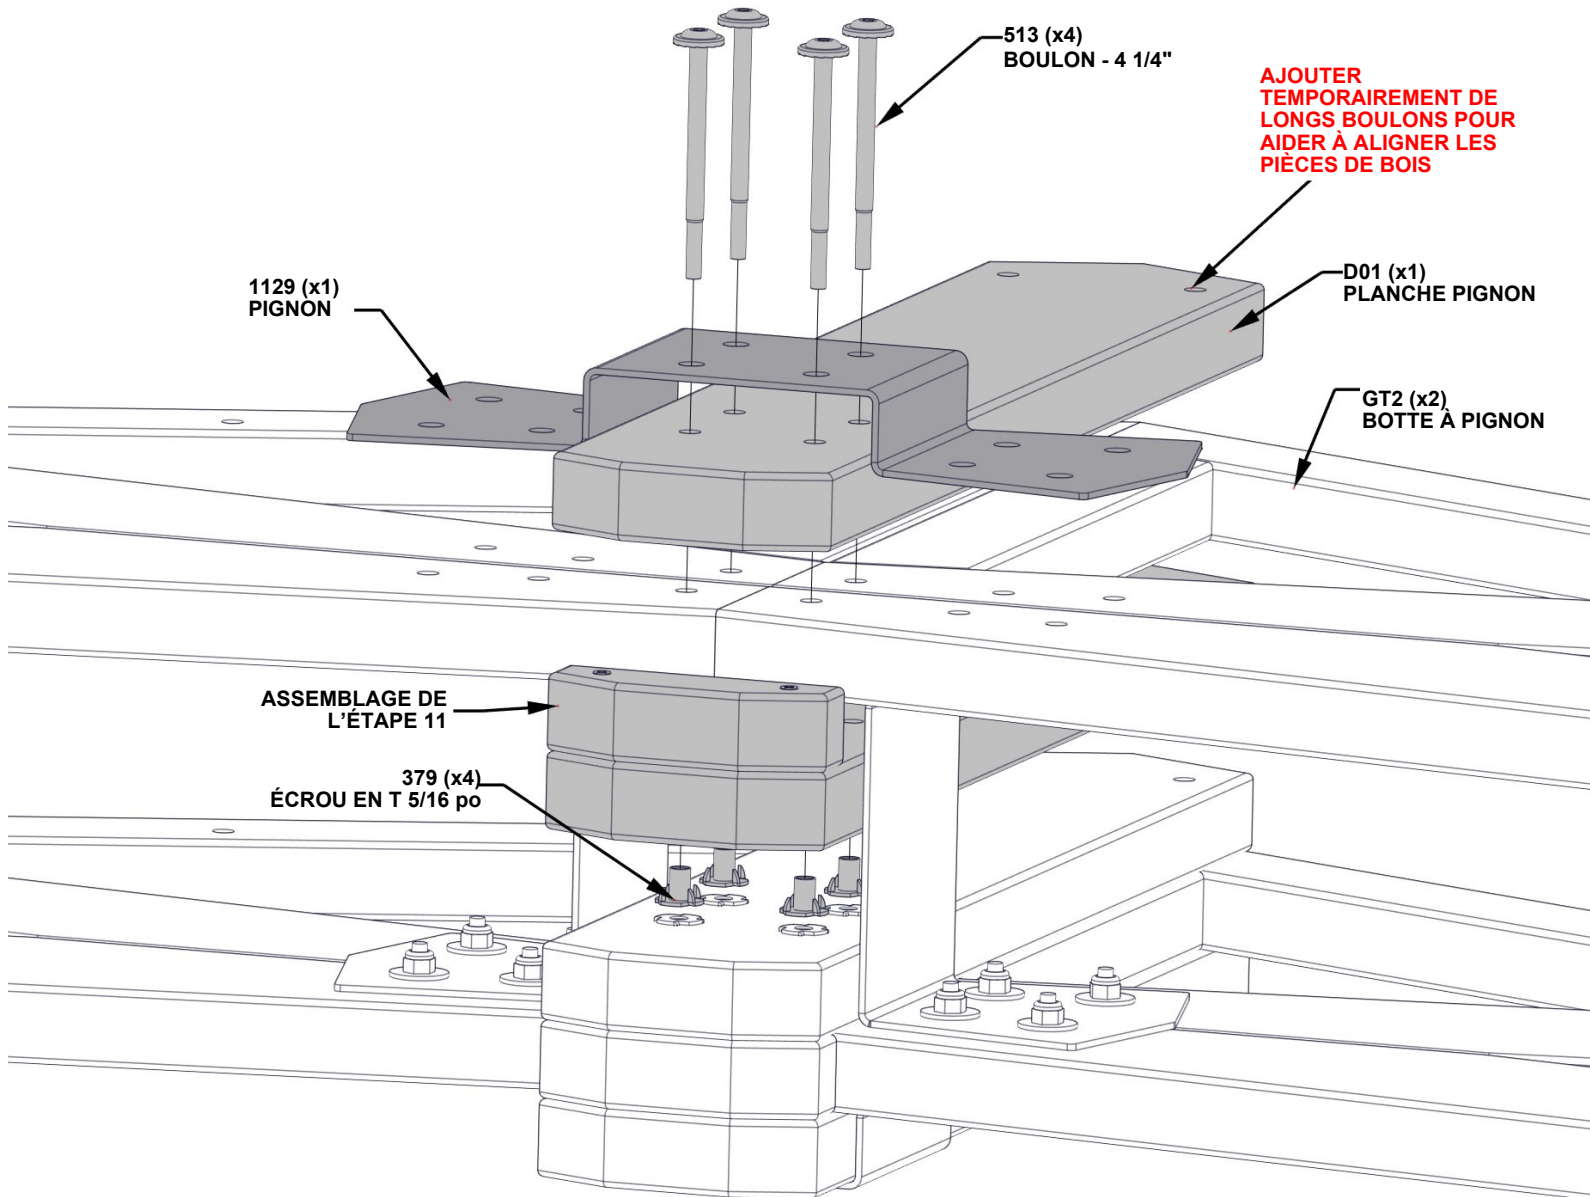 513 (x4)
BOULON - 4 1/4"
AJOUTER
TEMPORAIREMENT DE
LONGS BOULONS POUR
AIDER À ALIGNER LES
PIÈCES DE BOIS
1129 (x1)
PIGNON
D01 (x1)
PLANCHE PIGNON
GT2 (x2)
BOTTE À PIGNON
ASSEMBLAGE DE
L’ÉTAPE 11
379 (x4)
ÉCROU EN T 5/16 po